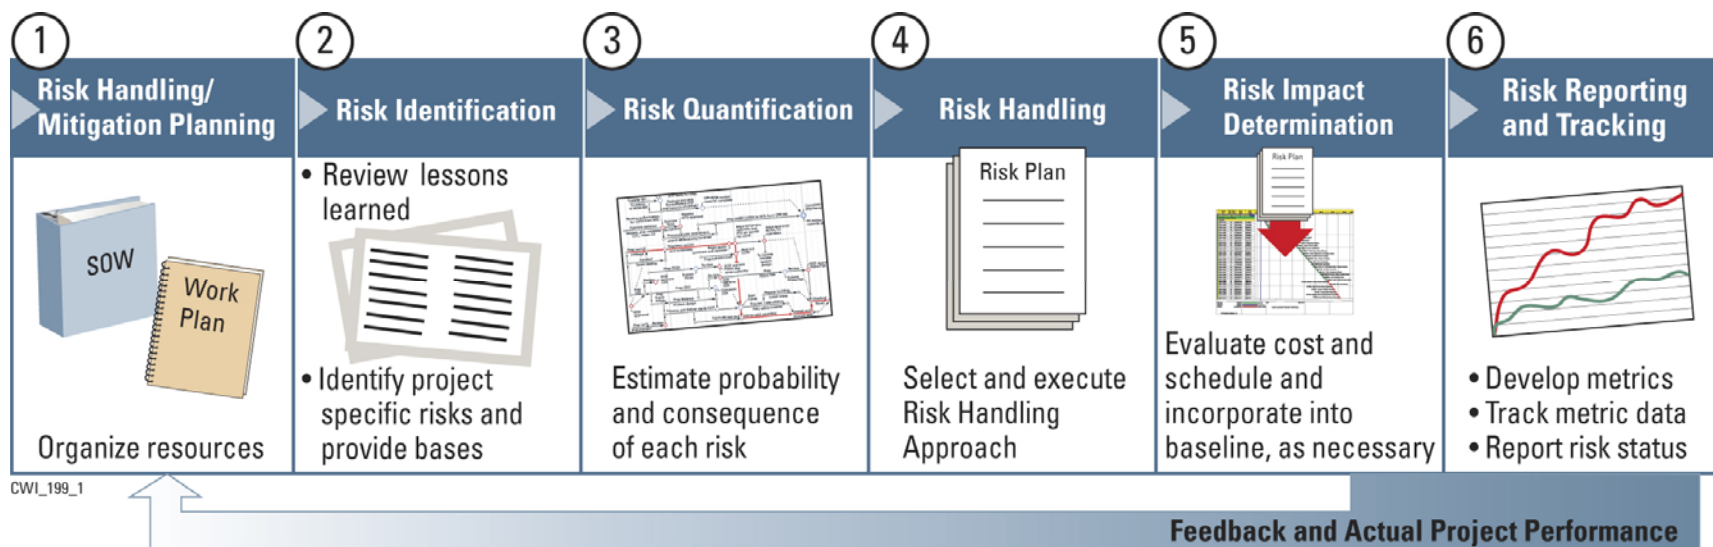 1
Risk Handling/
Mitigation Planning
SOW
Work
Plan
Organize resources
2
Risk Identification
• Review lessons
learned
• Identify project
specific risks and
provide bases
3
Risk Quantification
Estimate probability
and consequence
of each risk
4
Risk Handling
Risk Plan
Select and execute
Risk Handling
Approach
5
Risk Impact
Determination
Risk Plan
Evaluate cost and
schedule and
incorporate into
baseline, as necessary
6
Risk Reporting
and Tracking
• Develop metrics
• Track metric data
• Report risk status
CWI_199_1
Feedback and Actual Project Performance